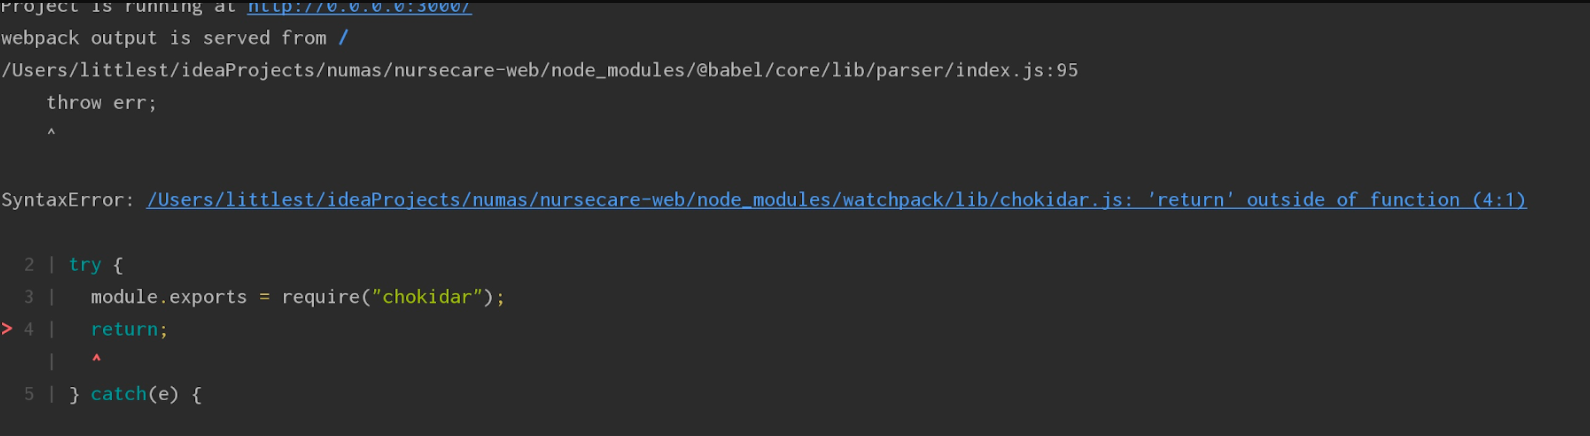 Project is running at http://0.0.0.0:3000/
webpack output is served from /
/Users/littlest/ideaProjects/numas/nursecare-web/node_modules/@babel/core/lib/parser/index.js:95
    throw err;
    ^
SyntaxError: /Users/littlest/ideaProjects/numas/nursecare-web/node_modules/watchpack/lib/chokidar.js: 'return' outside of function (4:1)
  2 | try {
  3 |   module.exports = require("chokidar");
> 4 |   return;
    |   ^
  5 | } catch(e) {